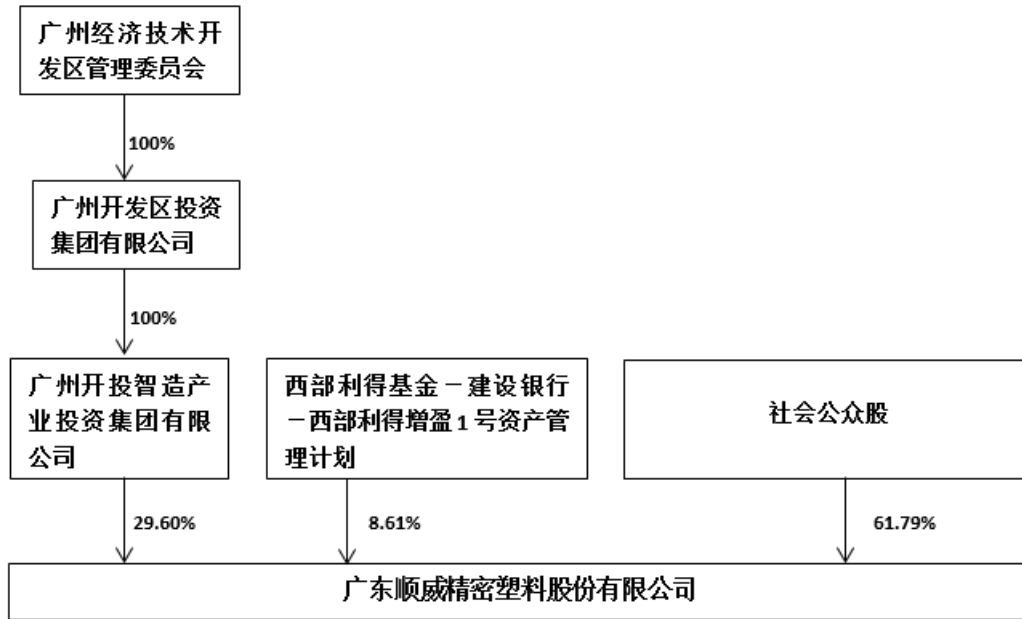 广州经济技术开
发区管理委员会
100%
广州开发区投资
集团有限公司
100%
广州开投智造产
业投资集团有限
公司
西部利得基金－建设银行
－西部利得增盈1号资产管
理计划
社会公众股
29.60%
8.61%
61.79%
广东顺威精密塑料股份有限公司